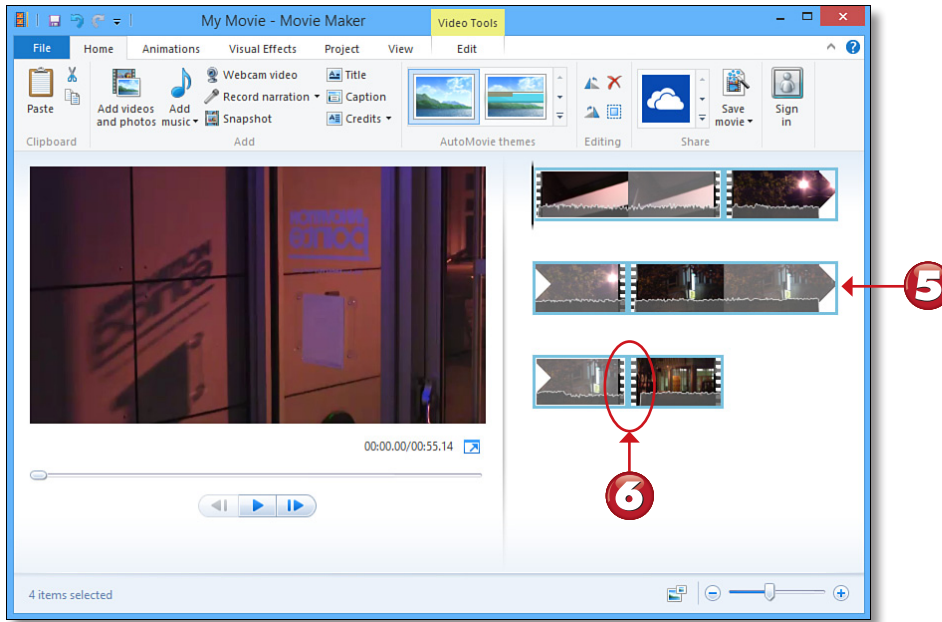 My Movie - Movie Maker
Video Tools
File Home Animations Visual Effects Project View Edit
Paste
Clipboard
Add videos and photos
Add music
Webcam video
Record narration
Snapshot
Title
Caption
Credits
Add
AutoMovie themes
Editing
Save movie
Share
Sign in
00:00.00/00:55.14
5
6
4 items selected